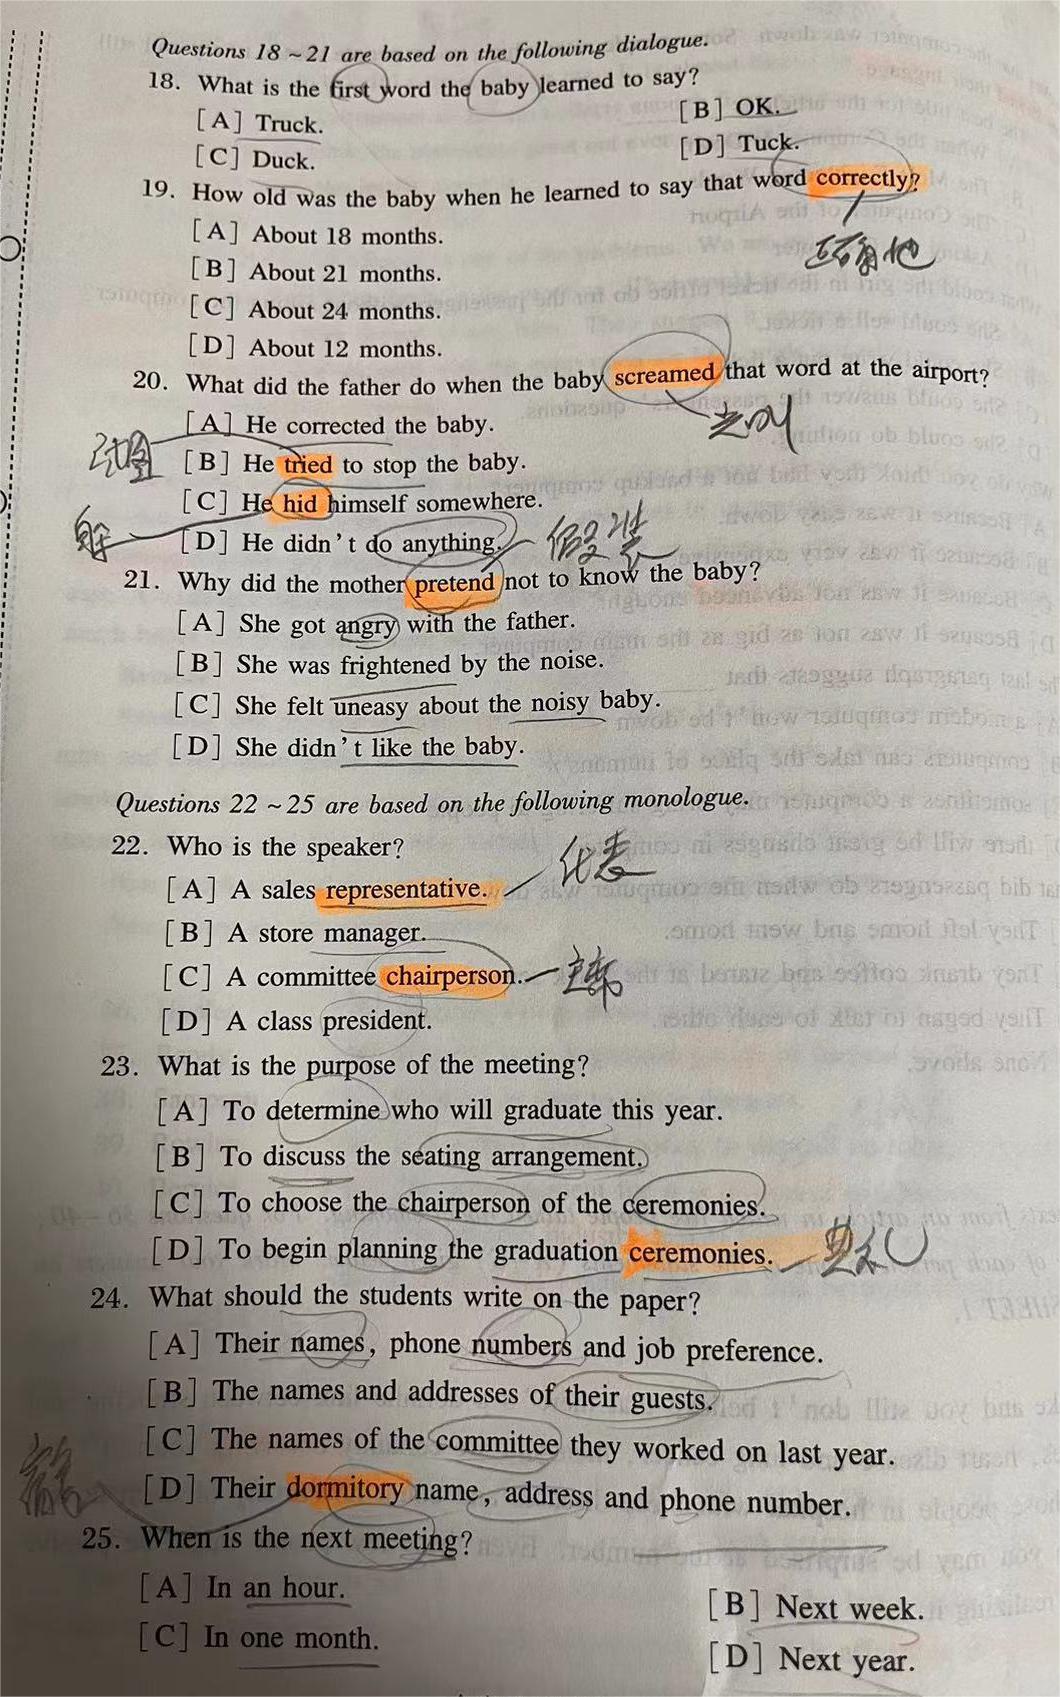 Questions 18 ~ 21 are based on the following dialogue.
18. What is the first word the baby learned to say?
[A] Truck. [B] OK.
[C] Duck. [D] Tuck.
19. How old was the baby when he learned to say that word correctly?
正确地
[A] About 18 months.
[B] About 21 months.
[C] About 24 months.
[D] About 12 months.
20. What did the father do when the baby screamed that word at the airport?
尖叫
[A] He corrected the baby.
试图
[B] He tried to stop the baby.
[C] He hid himself somewhere.
躲
[D] He didn't do anything.
假装
21. Why did the mother pretend not to know the baby?
[A] She got angry with the father.
[B] She was frightened by the noise.
[C] She felt uneasy about the noisy baby.
[D] She didn't like the baby.
Questions 22 ~ 25 are based on the following monologue.
22. Who is the speaker?
代表
[A] A sales representative.
[B] A store manager.
[C] A committee chairperson.
主席
[D] A class president.
23. What is the purpose of the meeting?
[A] To determine who will graduate this year.
[B] To discuss the seating arrangement.
[C] To choose the chairperson of the ceremonies.
[D] To begin planning the graduation ceremonies.
典礼
24. What should the students write on the paper?
[A] Their names, phone numbers and job preference.
[B] The names and addresses of their guests.
[C] The names of the committee they worked on last year.
[D] Their dormitory name, address and phone number.
25. When is the next meeting?
[A] In an hour. [B] Next week.
[C] In one month. [D] Next year.